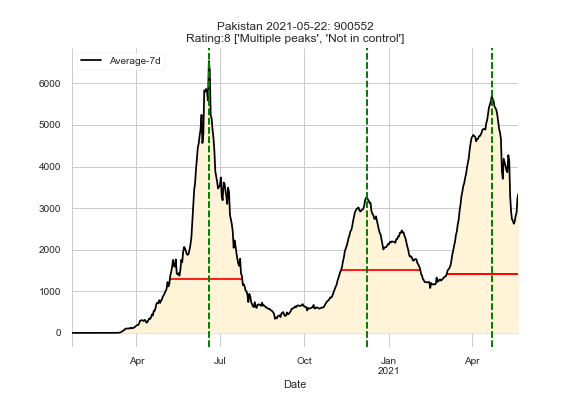 Pakistan 2021-05-22: 900552
Rating:8 ['Multiple peaks', 'Not in control']
Average-7d
6000
5000
4000
3000
2000
1000
0
Apr
Jul
Oct
Jan
2021
Apr
Date